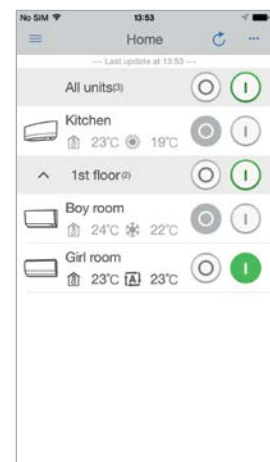 No SIM 13:53
Home
--- Last update at 13:53 ---
All units(3)
Kitchen
23°C 19°C
1st floor(2)
Boy room
24°C 22°C
Girl room
23°C A 23°C